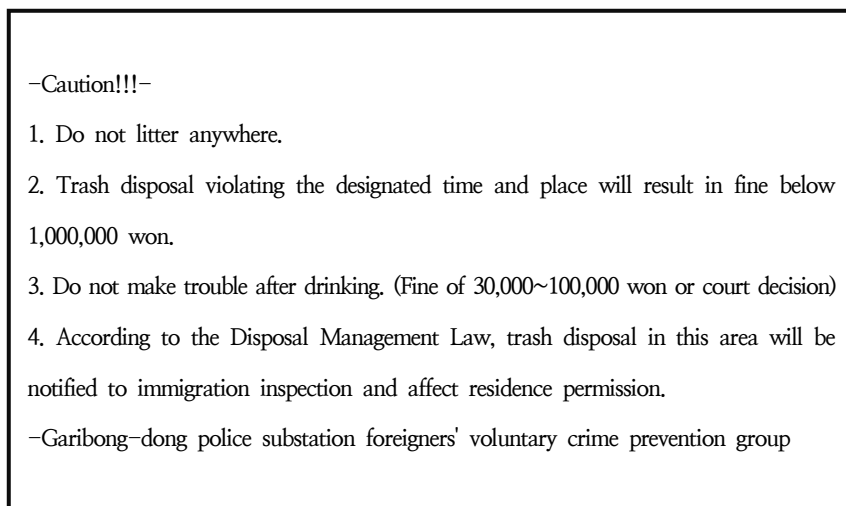 -Caution!!!-
1. Do not litter anywhere.
2. Trash disposal violating the designated time and place will result in fine below
1,000,000 won.
3. Do not make trouble after drinking. (Fine of 30,000~100,000 won or court decision)
4. According to the Disposal Management Law, trash disposal in this area will be
notified to immigration inspection and affect residence permission.
-Garibong-dong police substation foreigners' voluntary crime prevention group